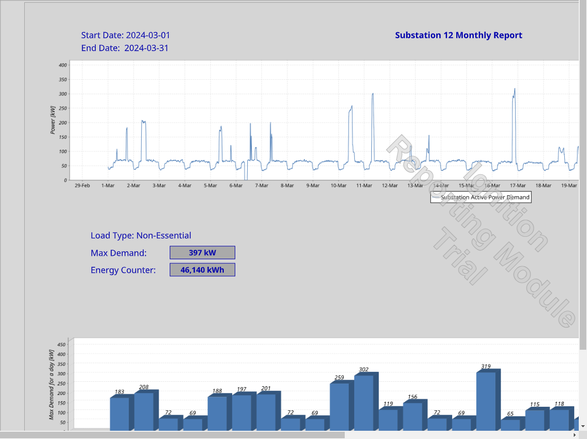 Start Date: 2024-03-01
Substation 12 Monthly Report
End Date: 2024-03-31
400
350
300
250
200
150
100
50
0
Power [kW]
29-Feb 1-Mar 2-Mar 3-Mar 4-Mar 5-Mar 6-Mar 7-Mar 8-Mar 9-Mar 10-Mar 11-Mar 12-Mar 13-Mar 14-Mar 15-Mar 16-Mar 17-Mar 18-Mar 19-Mar
Substation Active Power Demand
Ignition
Reporting Module
Trial
Load Type: Non-Essential
Max Demand: 397 kW
Energy Counter: 46,140 kWh
450
400
350
300
250
200
150
100
50
Max Demand for a day [kW]
183 208 72 69 188 197 201 72 69 259 302 119 156 72 69 319 65 115 118